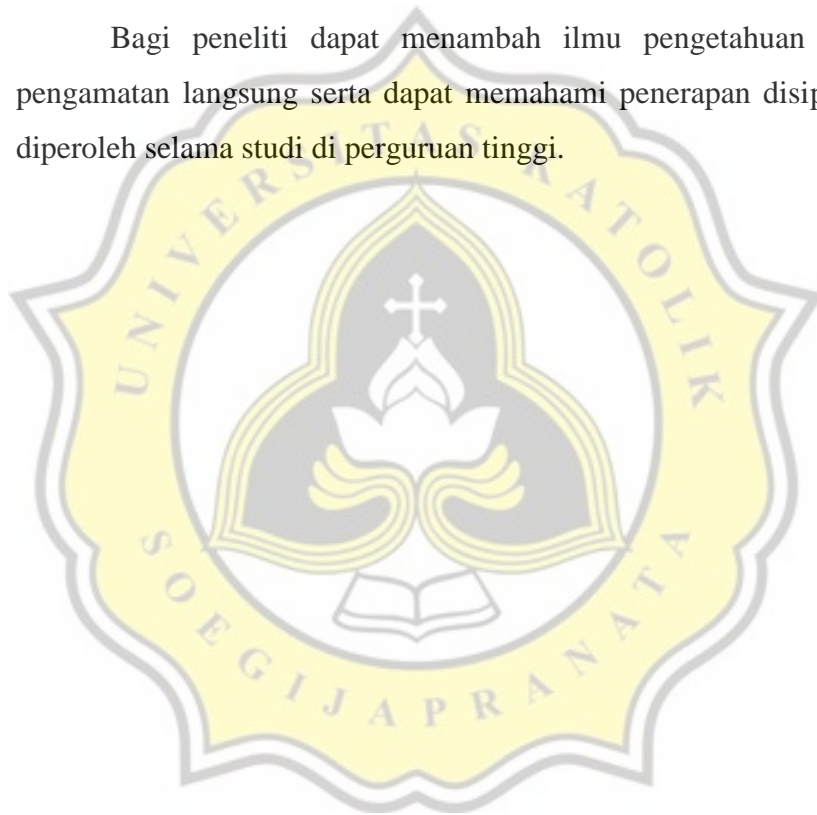 Bagi peneliti dapat menambah ilmu pengetahuan
pengamatan langsung serta dapat memahami penerapan
diperoleh selama studi di perguruan tinggi.
UNIVERSITAS KATOLIK
SOEGIJAPRANATA